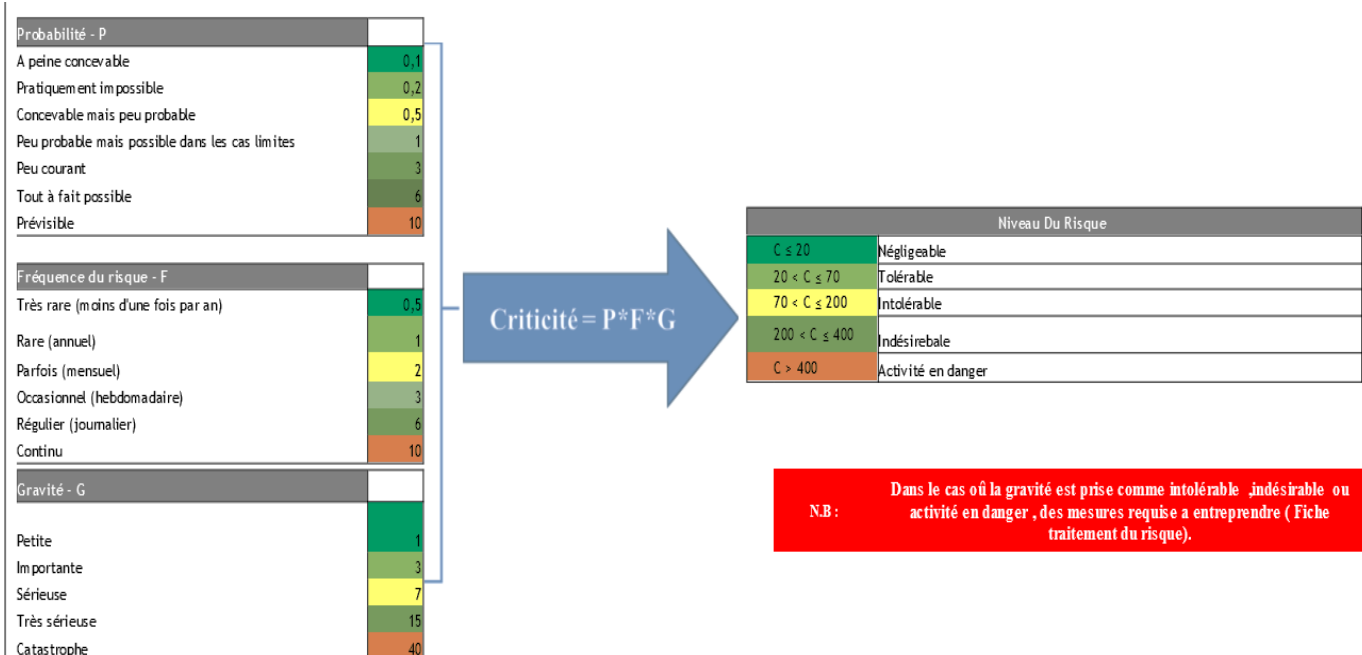 Probabilité - P
A peine concevable 0,1
Pratiquement impossible 0,2
Concevable mais peu probable 0,5
Peu probable mais possible dans les cas limites 1
Peu courant 3
Tout à fait possible 6
Prévisible 10
Fréquence du risque - F
Très rare (moins d'une fois par an) 0,5
Rare (annuel) 1
Parfois (mensuel) 2
Occasionnel (hebdomadaire) 3
Régulier (journalier) 6
Continu 10
Gravité - G
Petite 1
Importante 3
Sérieuse 7
Très sérieuse 15
Catastrophe 40
Criticité = P*F*G
Niveau Du Risque
C ≤ 20 Négligeable
20 < C ≤ 70 Tolérable
70 < C ≤ 200 Intolérable
200 < C ≤ 400 Indésirebale
C > 400 Activité en danger
N.B :
Dans le cas oû la gravité est prise comme intolérable ,indésirable ou
activité en danger , des mesures requise a entreprendre ( Fiche
traitement du risque).